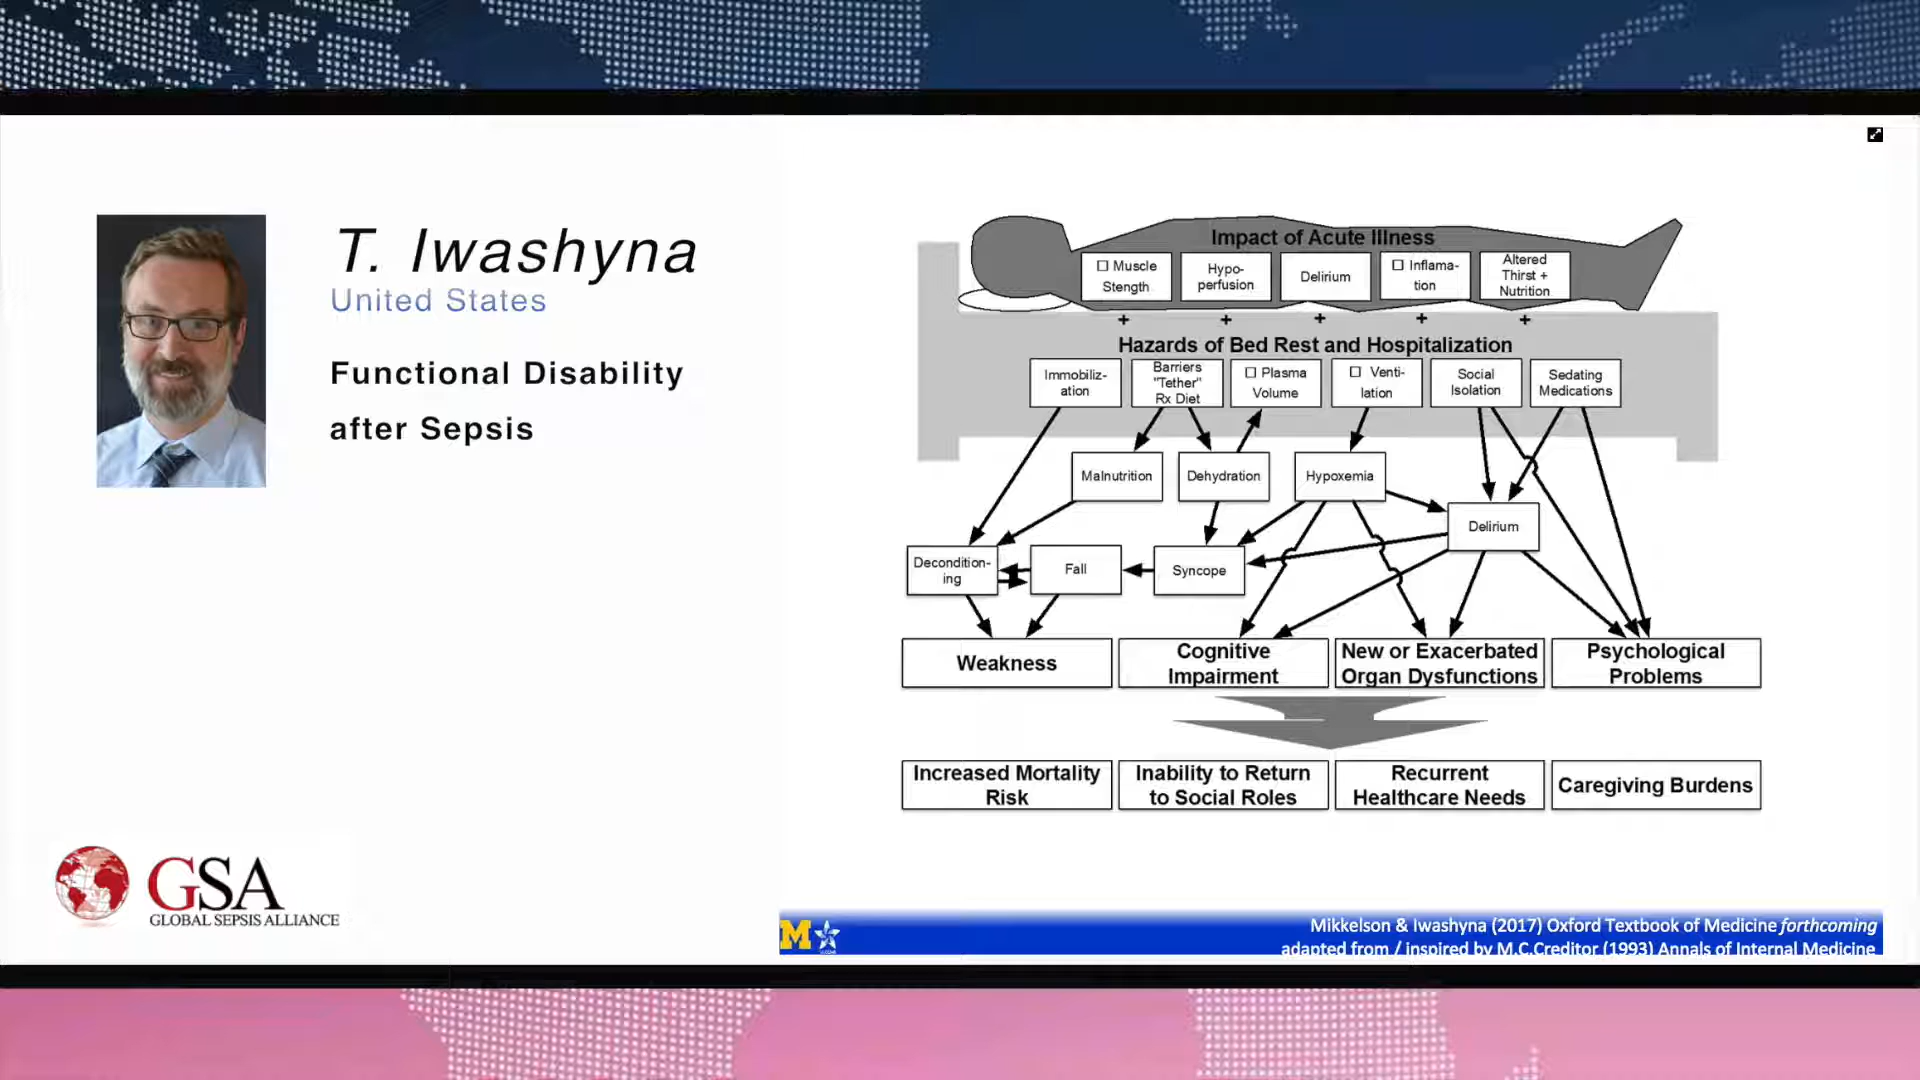 T. Iwashyna
United States
Functional Disability
after Sepsis
GSA
GLOBAL SEPSIS ALLIANCE
Impact of Acute Illness
☐ Muscle
Stength
Hypo-
perfusion
Delirium
☐ Inflama-
tion
Altered
Thirst +
Nutrition
+ + + + +
Hazards of Bed Rest and Hospitalization
Immobiliz-
ation
Barriers
"Tether"
Rx Diet
☐ Plasma
Volume
☐ Venti-
lation
Social
Isolation
Sedating
Medications
Malnutrition
Dehydration
Hypoxemia
Delirium
Decondition-
ing
Fall
Syncope
Weakness
Cognitive
Impairment
New or Exacerbated
Organ Dysfunctions
Psychological
Problems
Increased Mortality
Risk
Inability to Return
to Social Roles
Recurrent
Healthcare Needs
Caregiving Burdens
M
Mikkelson & Iwashyna (2017) Oxford Textbook of Medicine forthcoming
adapted from / inspired by M.C.Creditor (1993) Annals of Internal Medicine